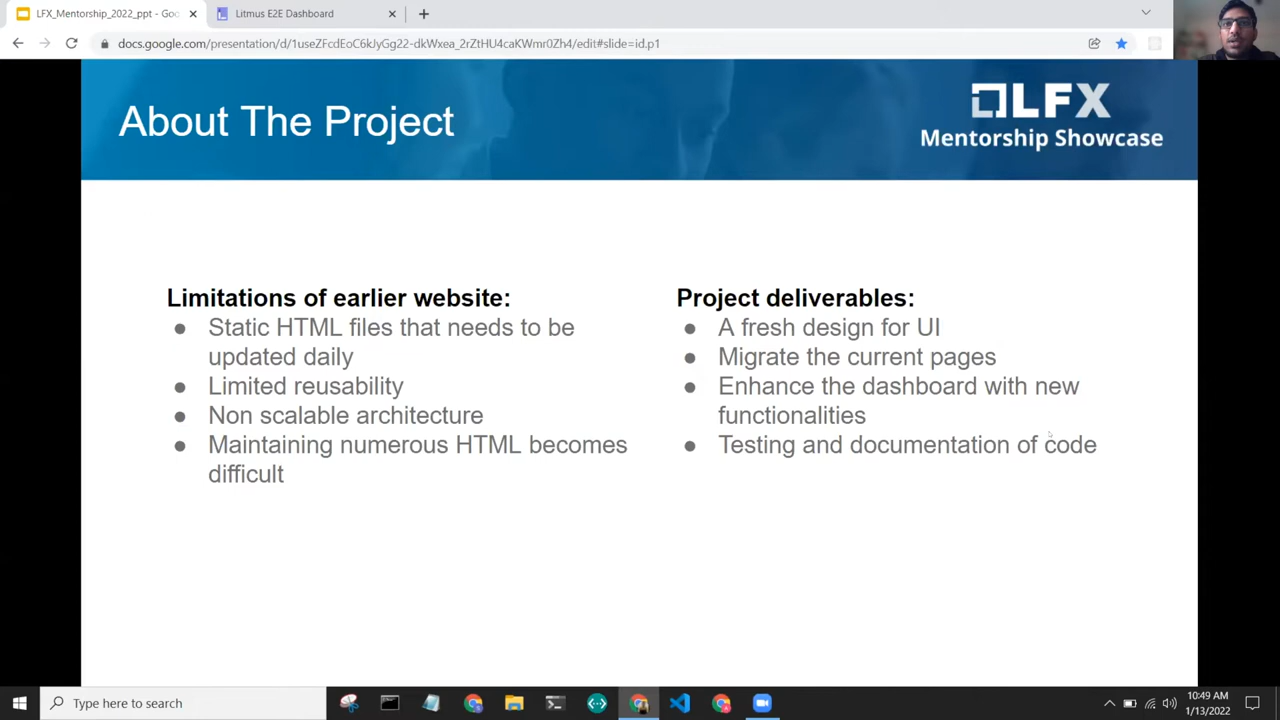 LFX_Mentorship_2022_ppt - Goo
Litmus E2E Dashboard
docs.google.com/presentation/d/1useZFcdEoC6kJyGg22-dkWxea_2rZtHU4caKWmr0Zh4/edit#slide=id.p1
About The Project
LFX
Mentorship Showcase
Limitations of earlier website:
● Static HTML files that needs to be
updated daily
● Limited reusability
● Non scalable architecture
● Maintaining numerous HTML becomes
difficult
Project deliverables:
● A fresh design for UI
● Migrate the current pages
● Enhance the dashboard with new
functionalities
● Testing and documentation of code
Type here to search
10:49 AM
1/13/2022